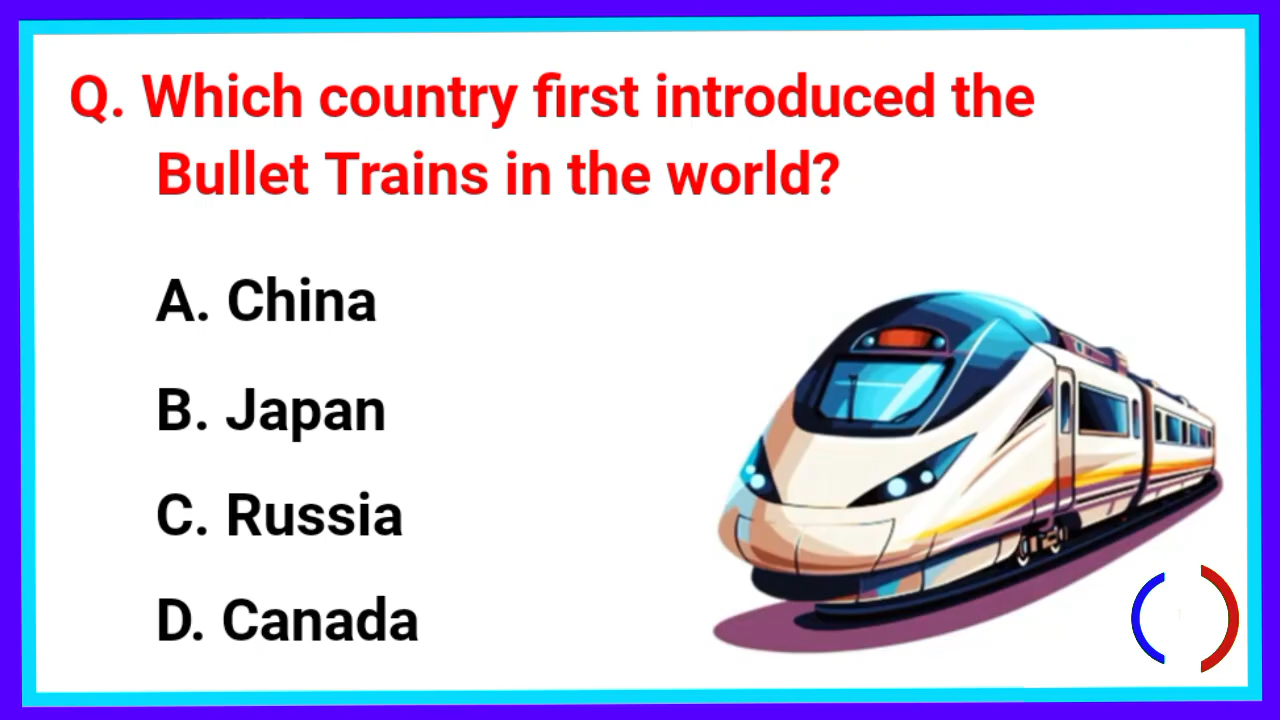 Q. Which country first introduced the
Bullet Trains in the world?
A. China
B. Japan
C. Russia
D. Canada